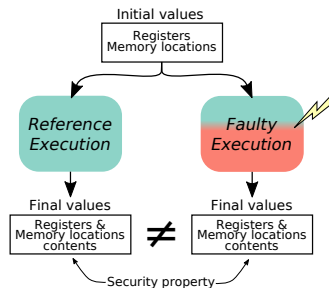 Initial values
Registers
Memory locations
Reference
Execution
Faulty
Execution
Final values
Final values
Registers &
Memory locations
contents
≠
Registers &
Memory locations
contents
Security property